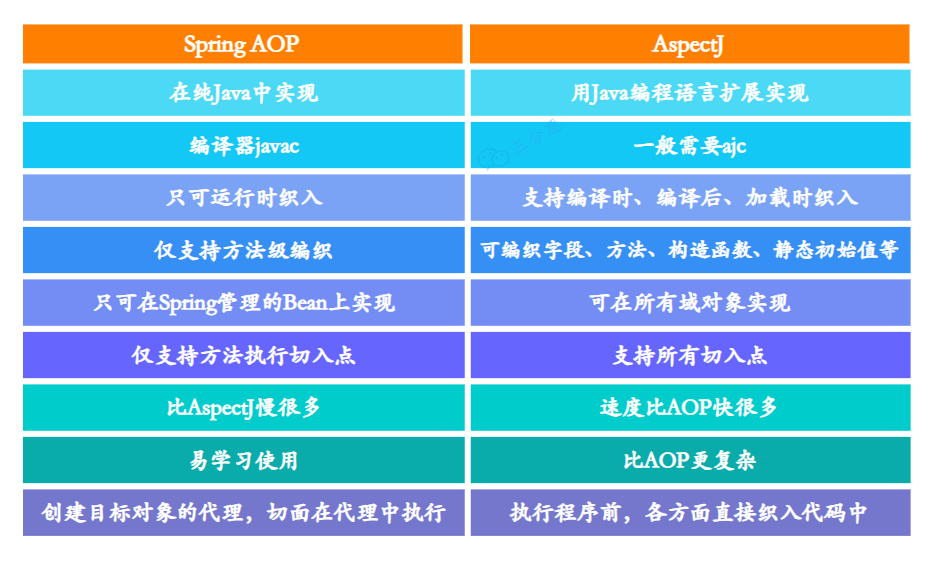 Spring AOP
AspectJ
在纯Java中实现
用Java编程语言扩展实现
编译器javac
一般需要ajc
只可运行时织入
支持编译时、编译后、加载时织入
仅支持方法级编织
可编织字段、方法、构造函数、静态初始值等
只可在Spring管理的Bean上实现
可在所有域对象实现
仅支持方法执行切入点
支持所有切入点
比AspectJ慢很多
速度比AOP快很多
易学习使用
比AOP更复杂
创建目标对象的代理，切面在代理中执行
执行程序前，各方面直接织入代码中